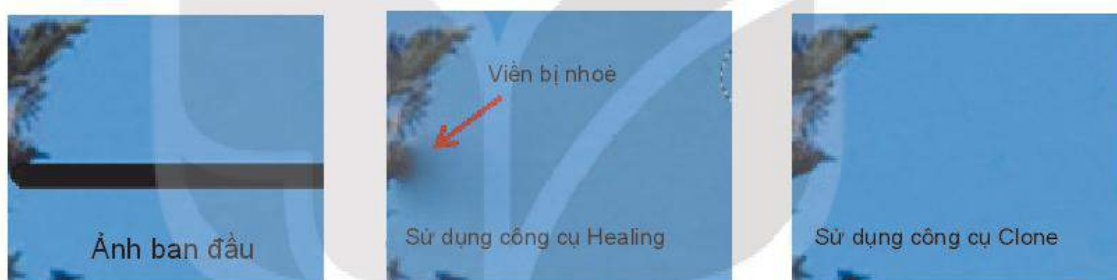 Viền bị nhoè
Ảnh ban đầu
Sử dụng công cụ Healing
Sử dụng công cụ Clone